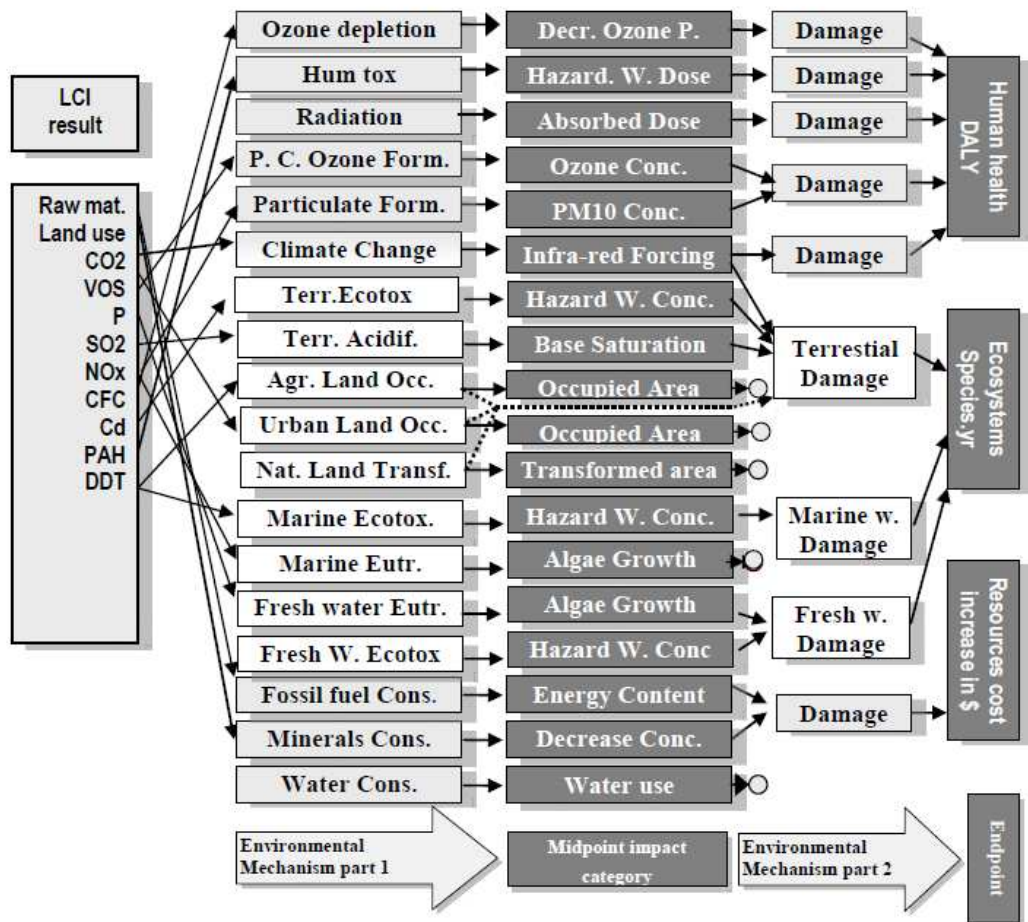 LCI
result
Raw mat.
Land use
CO2
VOS
P
SO2
NOx
CFC
Cd
PAH
DDT
Ozone depletion
Hum tox
Radiation
P. C. Ozone Form.
Particulate Form.
Climate Change
Terr.Ecotox
Terr. Acidif.
Agr. Land Occ.
Urban Land Occ.
Nat. Land Transf.
Marine Ecotox.
Marine Eutr.
Fresh water Eutr.
Fresh W. Ecotox
Fossil fuel Cons.
Minerals Cons.
Water Cons.
Decr. Ozone P.
Hazard. W. Dose
Absorbed Dose
Ozone Conc.
PM10 Conc.
Infra-red Forcing
Hazard W. Conc.
Base Saturation
Occupied Area
Occupied Area
Transformed area
Hazard W. Conc.
Algae Growth
Algae Growth
Hazard W. Conc
Energy Content
Decrease Conc.
Water use
Damage
Damage
Damage
Damage
Damage
Terrestial
Damage
Marine w.
Damage
Fresh w.
Damage
Damage
Human health
DALY
Ecosystems
Species.yr
Resources cost
increase in $
Environmental
Mechanism part 1
Midpoint impact
category
Environmental
Mechanism part 2
Endpoint